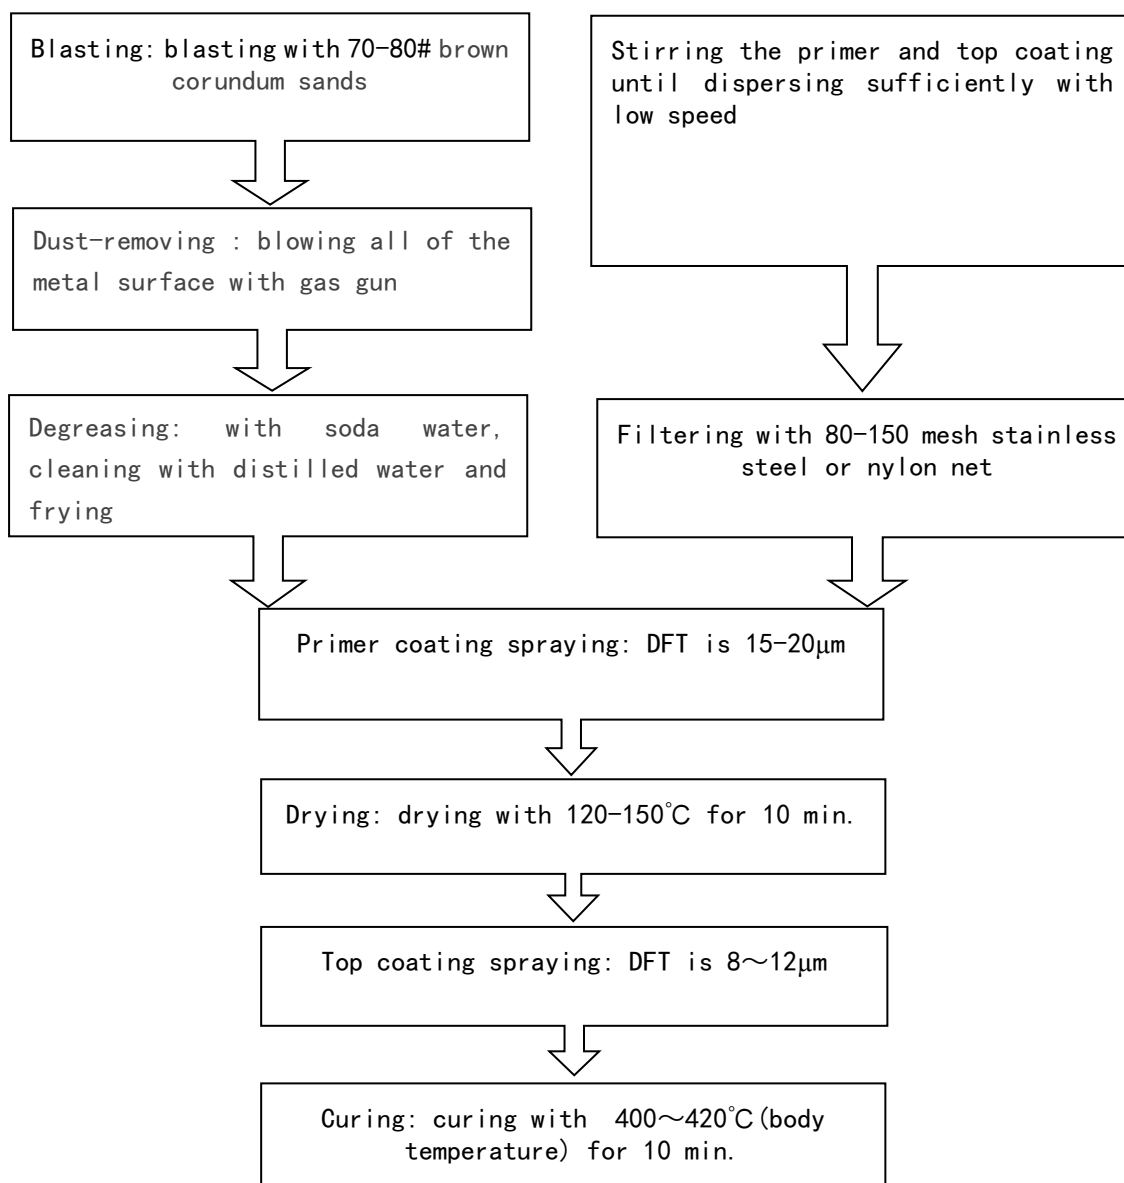 Blasting: blasting with 70-80# brown
corundum sands
Dust-removing : blowing all of the
metal surface with gas gun
Degreasing: with soda water,
cleaning with distilled water and
frying
Stirring the primer and top coating
until dispersing sufficiently with
low speed
Filtering with 80-150 mesh stainless
steel or nylon net
Primer coating spraying: DFT is 15-20μm
Drying: drying with 120-150℃ for 10 min.
Top coating spraying: DFT is 8～12μm
Curing: curing with 400～420℃(body
temperature) for 10 min.